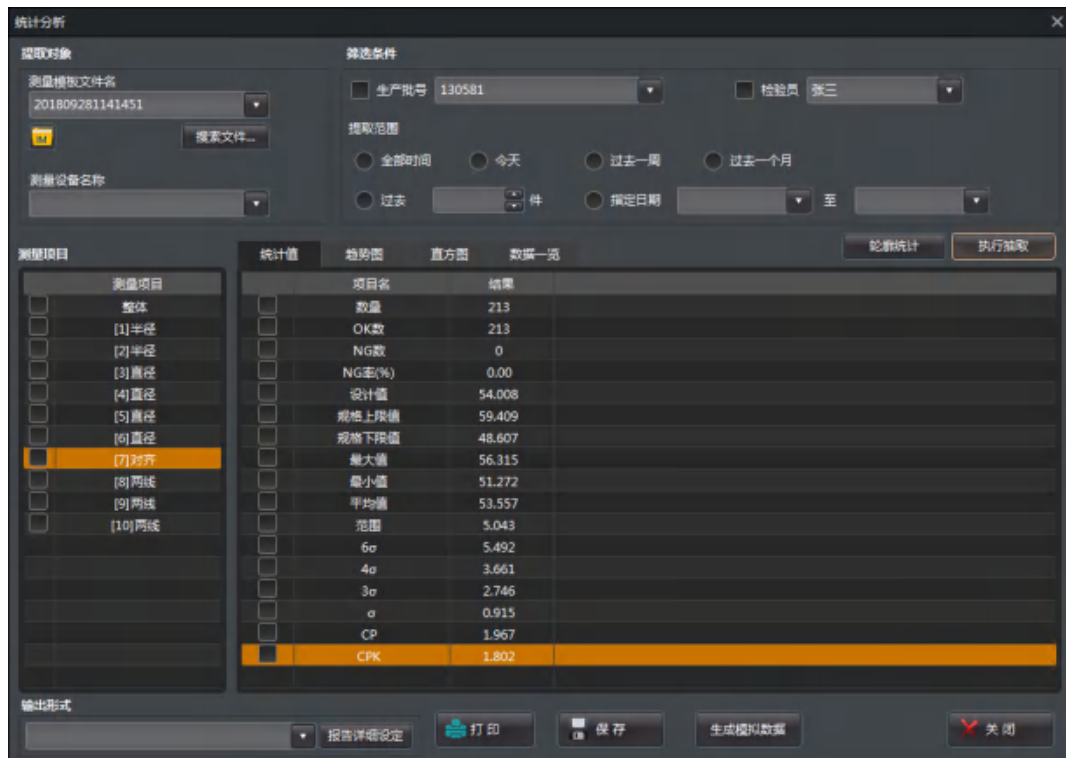 统计分析
提取对象
测量模板文件名
201809281141451
搜索文件...
测量设备名称
筛选条件
生产批号 130581 检验员 张三
提取范围
全部时间 今天 过去一周 过去一个月
过去 件 指定日期 至
轮廓统计 执行抽取
测量项目
测量项目
整体
[1]半径
[2]半径
[3]直径
[4]直径
[5]直径
[6]直径
[7]对齐
[8]两线
[9]两线
[10]两线
统计值 趋势图 直方图 数据一览
项目名 结果
数量 213
OK数 213
NG数 0
NG率(%) 0.00
设计值 54.008
规格上限值 59.409
规格下限值 48.607
最大值 56.315
最小值 51.272
平均值 53.557
范围 5.043
6σ 5.492
4σ 3.661
3σ 2.746
σ 0.915
CP 1.967
CPK 1.802
输出形式
报告详细设定 打印 保存 生成模拟数据 关闭